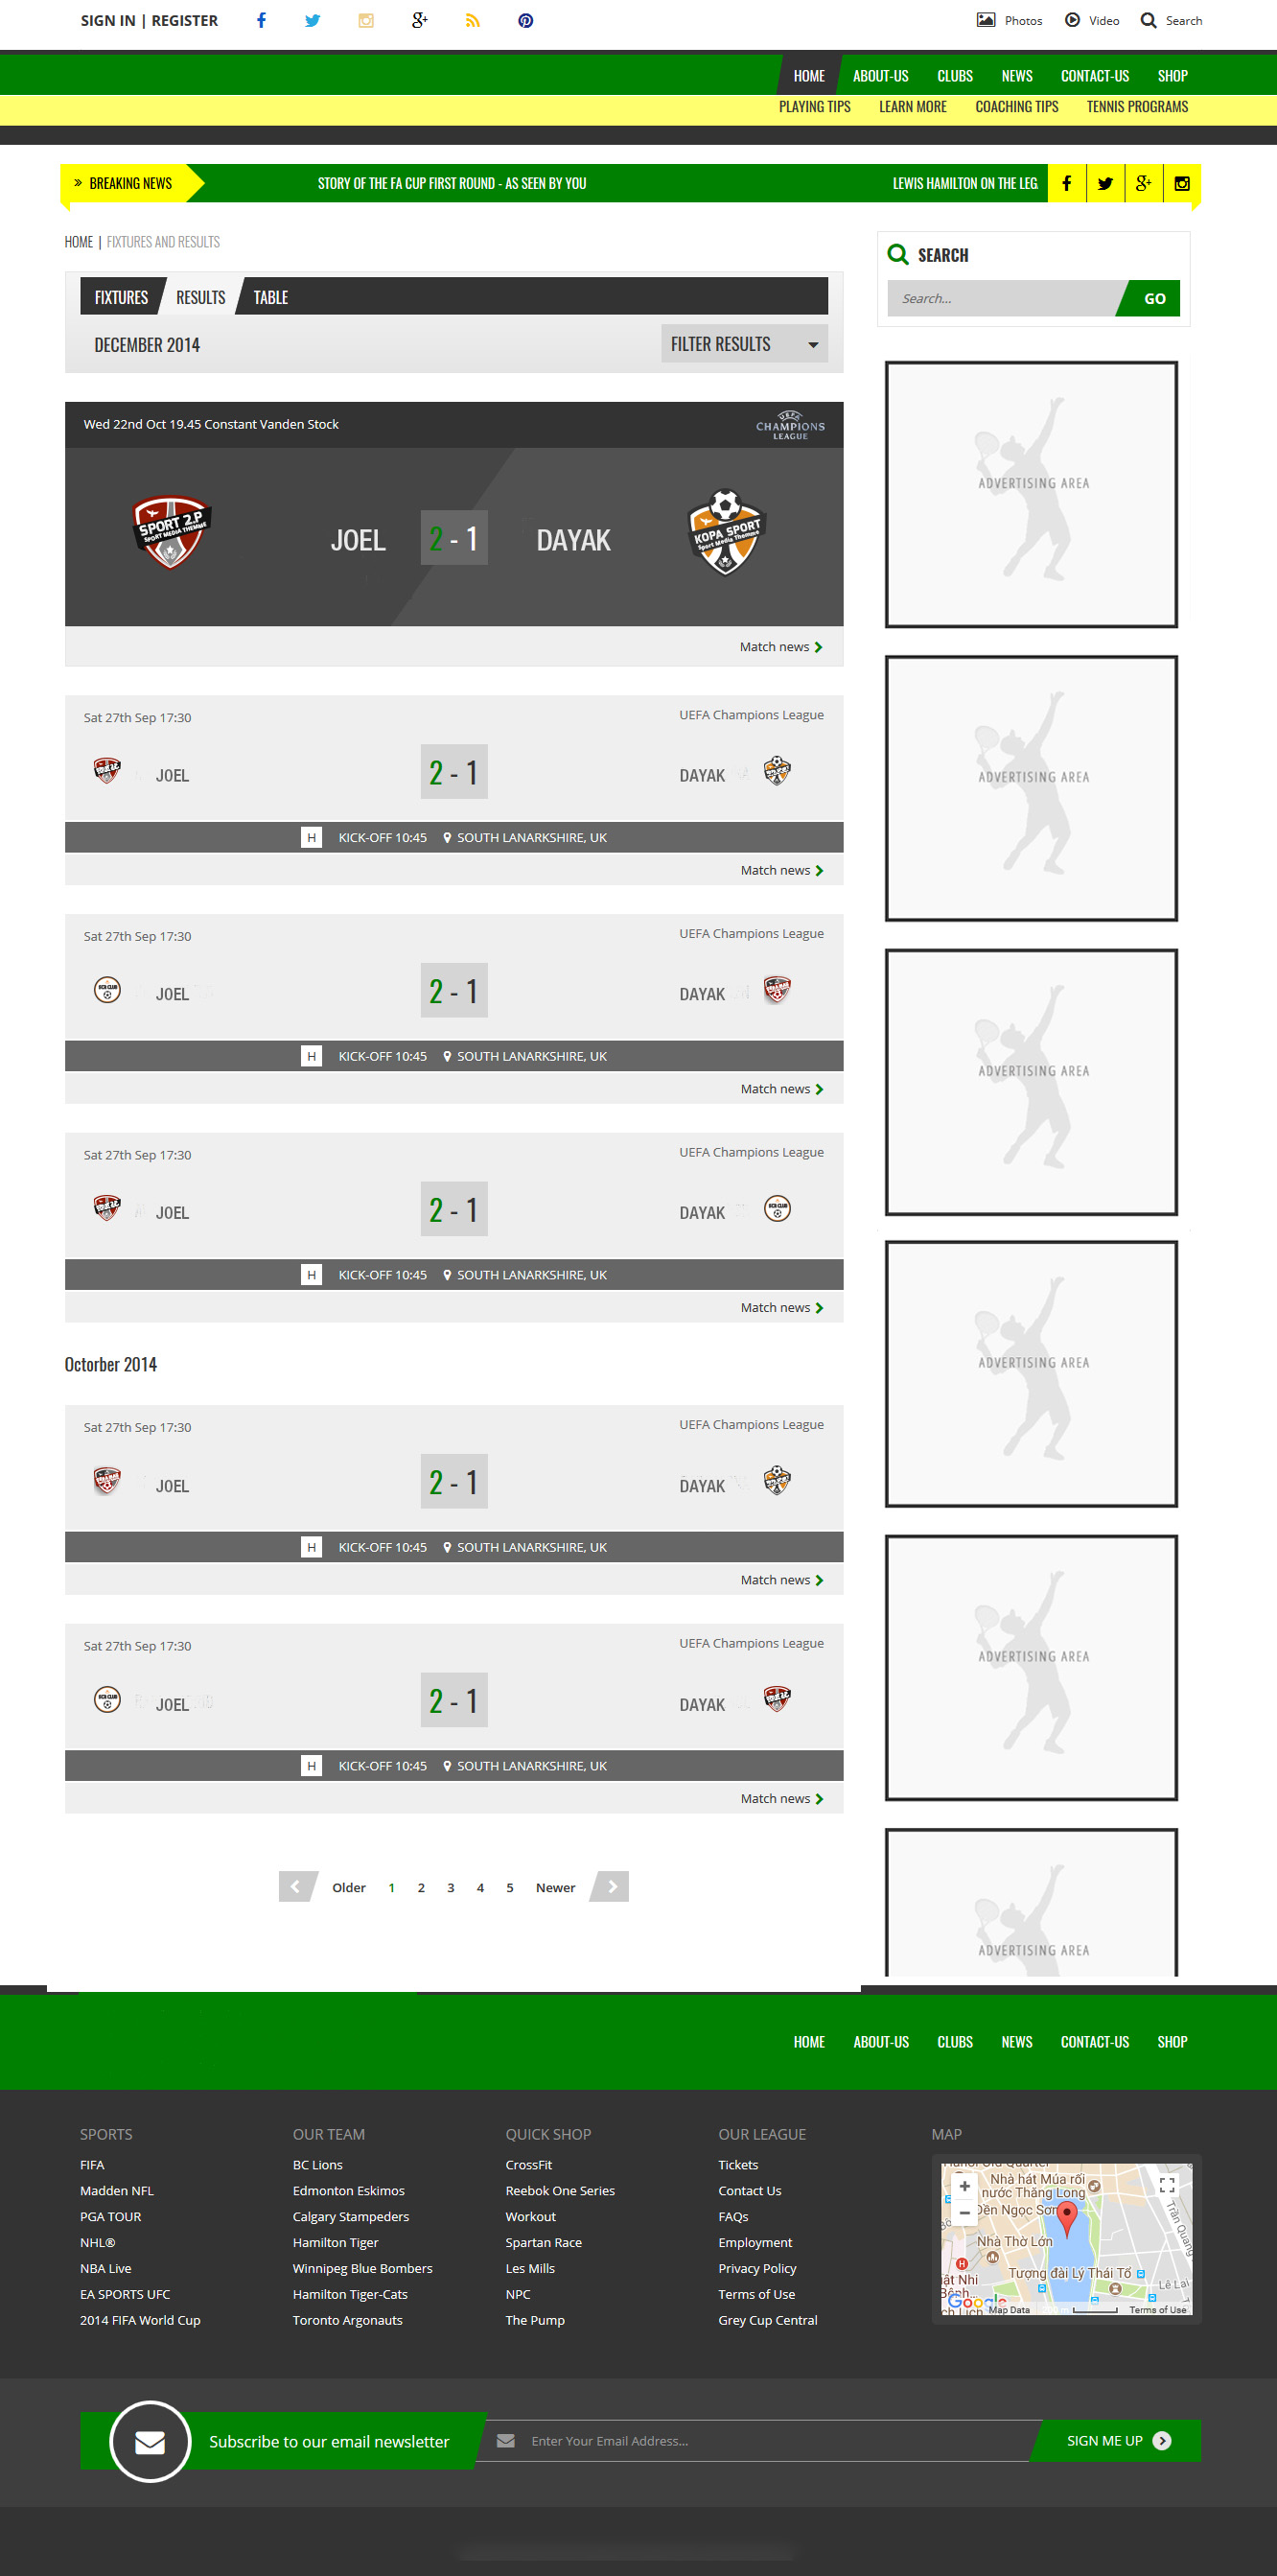 SIGN IN | REGISTER
Photos Video Search
HOME ABOUT-US CLUBS NEWS CONTACT-US SHOP
PLAYING TIPS LEARN MORE COACHING TIPS TENNIS PROGRAMS
BREAKING NEWS STORY OF THE FA CUP FIRST ROUND - AS SEEN BY YOU LEWIS HAMILTON ON THE LEG
HOME | FIXTURES AND RESULTS
SEARCH
Search...
GO
FIXTURES RESULTS TABLE
DECEMBER 2014
FILTER RESULTS
Wed 22nd Oct 19.45 Constant Vanden Stock
UEFA
CHAMPIONS
LEAGUE
SPORT 2.P
SPORT MEDIA THEMME
JOEL 2 - 1 DAYAK
KOPA SPORT
Sport Media Themme
Match news
Sat 27th Sep 17:30 UEFA Champions League
JOEL 2 - 1 DAYAK
H KICK-OFF 10:45 SOUTH LANARKSHIRE, UK
Match news
Sat 27th Sep 17:30 UEFA Champions League
JOEL 2 - 1 DAYAK
H KICK-OFF 10:45 SOUTH LANARKSHIRE, UK
Match news
Sat 27th Sep 17:30 UEFA Champions League
JOEL 2 - 1 DAYAK
H KICK-OFF 10:45 SOUTH LANARKSHIRE, UK
Match news
Octorber 2014
Sat 27th Sep 17:30 UEFA Champions League
JOEL 2 - 1 DAYAK
H KICK-OFF 10:45 SOUTH LANARKSHIRE, UK
Match news
Sat 27th Sep 17:30 UEFA Champions League
JOEL 2 - 1 DAYAK
H KICK-OFF 10:45 SOUTH LANARKSHIRE, UK
Match news
Older 1 2 3 4 5 Newer
ADVERTISING AREA
ADVERTISING AREA
ADVERTISING AREA
ADVERTISING AREA
ADVERTISING AREA
ADVERTISING AREA
HOME ABOUT-US CLUBS NEWS CONTACT-US SHOP
SPORTS
FIFA
Madden NFL
PGA TOUR
NHL®
NBA Live
EA SPORTS UFC
2014 FIFA World Cup
OUR TEAM
BC Lions
Edmonton Eskimos
Calgary Stampeders
Hamilton Tiger
Winnipeg Blue Bombers
Hamilton Tiger-Cats
Toronto Argonauts
QUICK SHOP
CrossFit
Reebok One Series
Workout
Spartan Race
Les Mills
NPC
The Pump
OUR LEAGUE
Tickets
Contact Us
FAQs
Employment
Privacy Policy
Terms of Use
Grey Cup Central
MAP
Nhà hát Múa rối
nước Thăng Long
Đền Ngọc Sơn
Nhà Thờ Lớn
Trần Quang
Tượng đài Lý Thái Tổ
Lê Lai
Google
Map Data
Terms of Use
Subscribe to our email newsletter
Enter Your Email Address...
SIGN ME UP